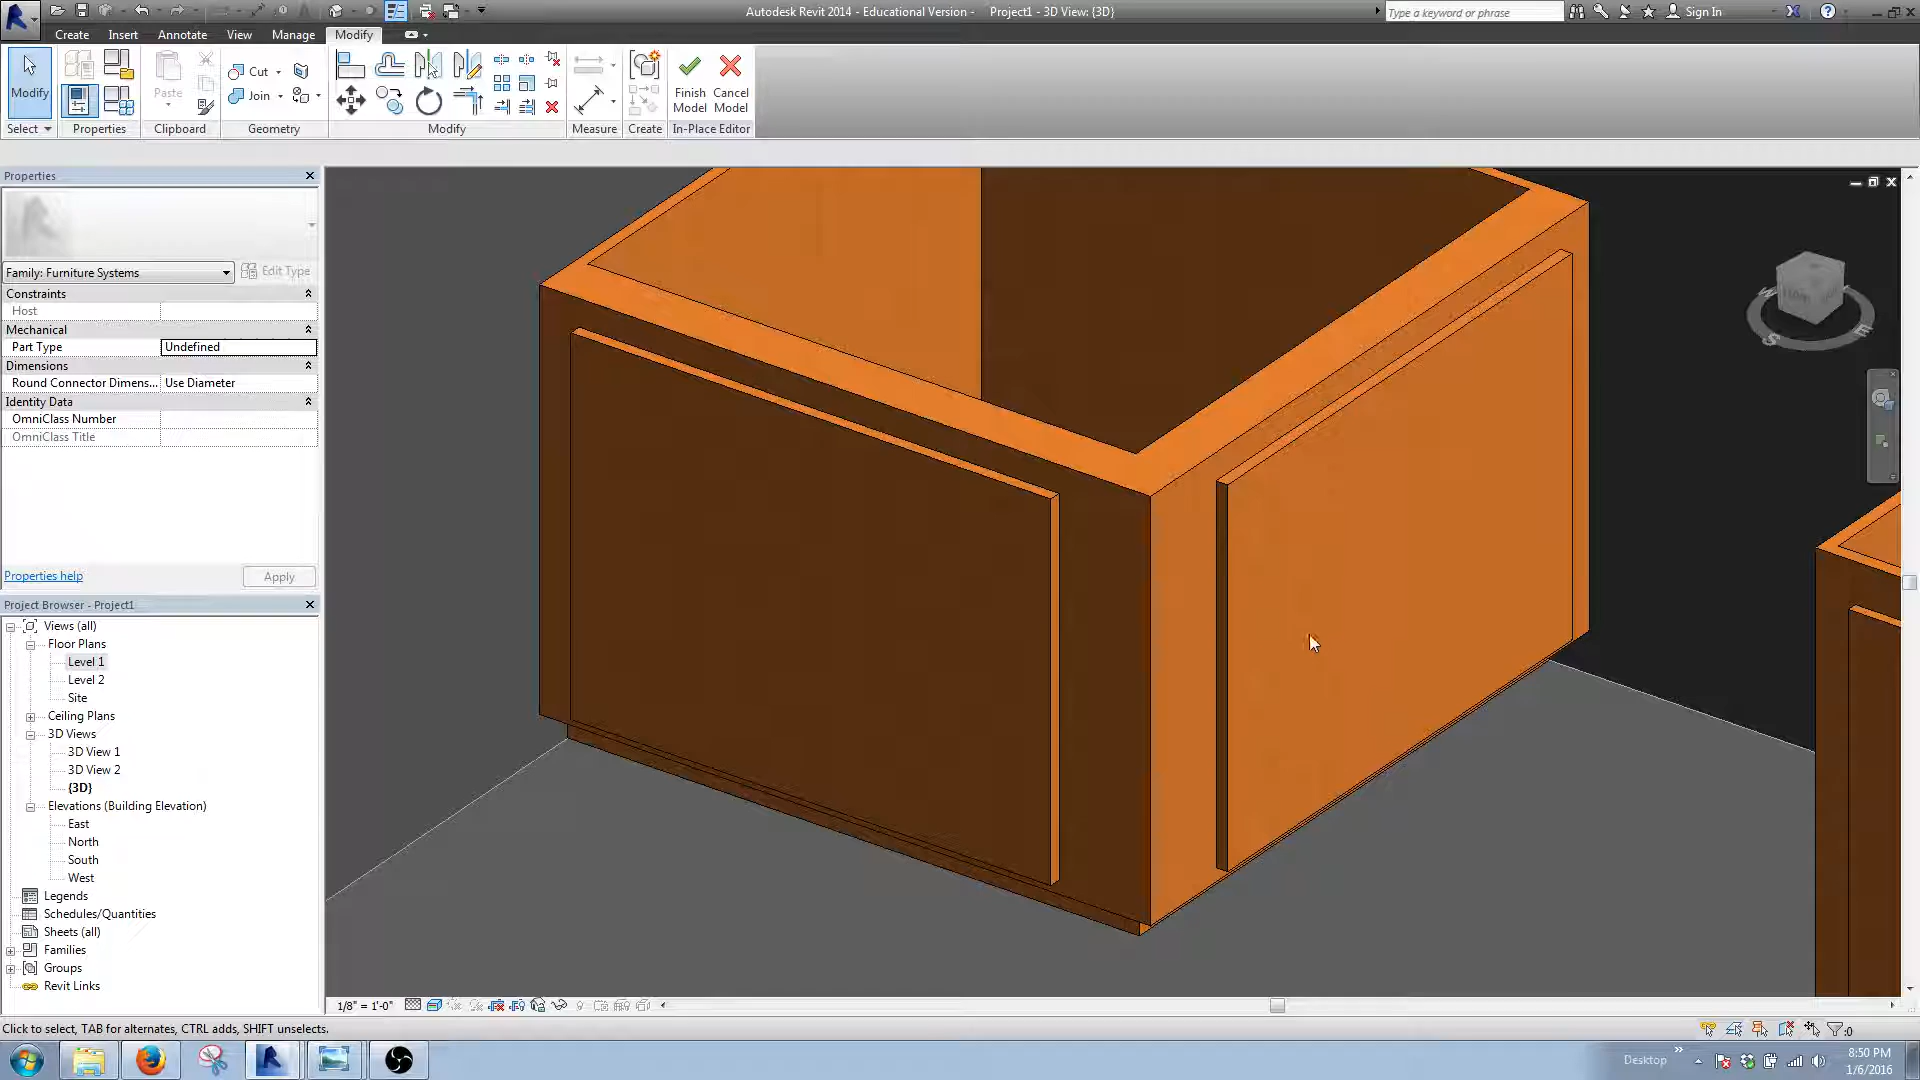 Autodesk Revit 2014 - Educational Version -     Project1 - 3D View: {3D}
Type a keyword or phrase
Sign In
Create Insert Annotate View Manage Modify
Modify
Paste
Cut
Join
Finish Model
Cancel Model
Select Properties Clipboard Geometry Modify Measure Create In-Place Editor
Properties
Family: Furniture Systems
Edit Type
Constraints
Host
Mechanical
Part Type Undefined
Dimensions
Round Connector Dimens... Use Diameter
Identity Data
OmniClass Number
OmniClass Title
Properties help
Apply
Project Browser - Project1
Views (all)
Floor Plans
Level 1
Level 2
Site
Ceiling Plans
3D Views
3D View 1
3D View 2
{3D}
Elevations (Building Elevation)
East
North
South
West
Legends
Schedules/Quantities
Sheets (all)
Families
Groups
Revit Links
W
S
E
1/8" = 1'-0"
Click to select, TAB for alternates, CTRL adds, SHIFT unselects.
:0
Desktop
8:50 PM
1/6/2016